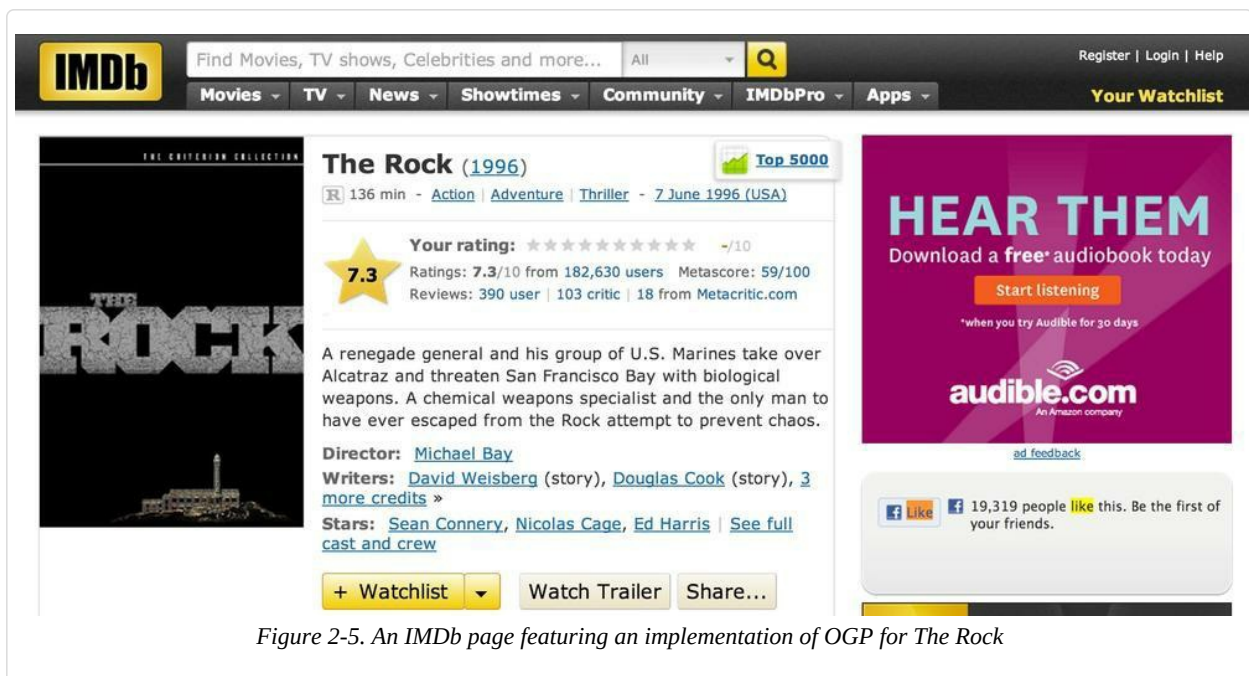 IMDb
Find Movies, TV shows, Celebrities and more...
All
Register | Login | Help
Movies
TV
News
Showtimes
Community
IMDbPro
Apps
Your Watchlist
THE CRITERION COLLECTION
THE
ROCK
The Rock (1996)
Top 5000
R 136 min - Action | Adventure | Thriller - 7 June 1996 (USA)
7.3
Your rating: -/10
Ratings: 7.3/10 from 182,630 users Metascore: 59/100
Reviews: 390 user | 103 critic | 18 from Metacritic.com
A renegade general and his group of U.S. Marines take over
Alcatraz and threaten San Francisco Bay with biological
weapons. A chemical weapons specialist and the only man to
have ever escaped from the Rock attempt to prevent chaos.
Director: Michael Bay
Writers: David Weisberg (story), Douglas Cook (story), 3
more credits »
Stars: Sean Connery, Nicolas Cage, Ed Harris | See full
cast and crew
+ Watchlist
Watch Trailer
Share...
HEAR THEM
Download a free* audiobook today
Start listening
*when you try Audible for 30 days
audible.com
An Amazon company
ad feedback
f Like
f 19,319 people like this. Be the first of
your friends.
Figure 2-5. An IMDb page featuring an implementation of OGP for The Rock